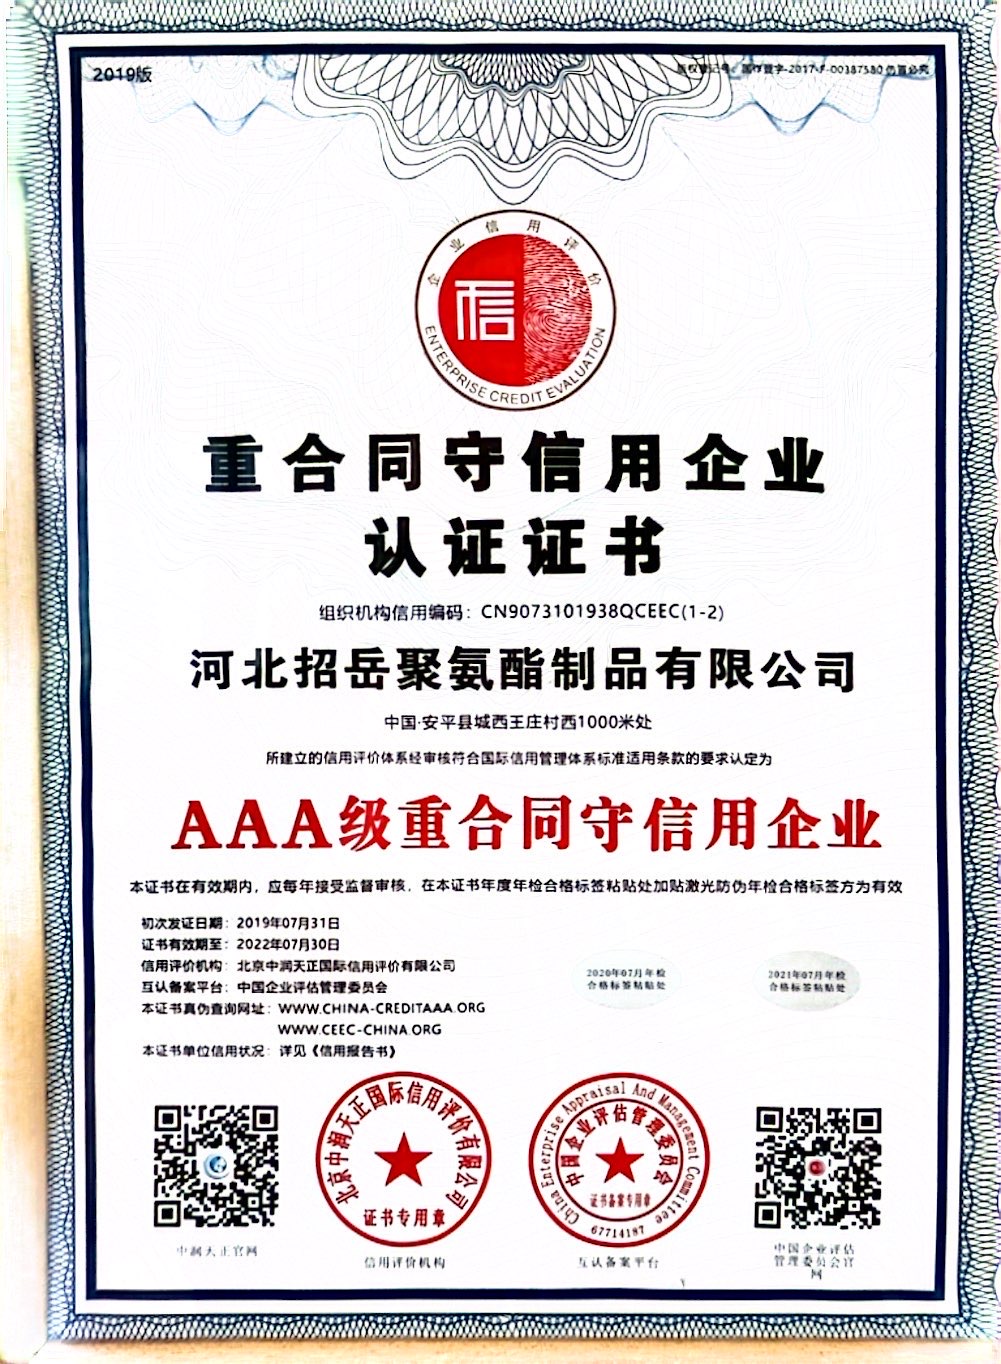 2019版
版权登记号：国作登字-2017-F-00387580 仿冒必究
企业信用评价
信
ENTERPRISE CREDIT EVALUATION
重合同守信用企业
认证证书
组织机构信用编码：CN9073101938QCEEC(1-2)
河北招岳聚氨酯制品有限公司
中国·安平县城西王庄村西1000米处
所建立的信用评价体系经审核符合国际信用管理体系标准适用条款的要求认定为
AAA级重合同守信用企业
本证书在有效期内，应每年接受监督审核，在本证书年度年检合格标签粘贴处加贴激光防伪年检合格标签方为有效
初次发证日期：2019年07月31日
证书有效期至：2022年07月30日
信用评价机构：北京中润天正国际信用评价有限公司
互认备案平台：中国企业评估管理委员会
本证书真伪查询网址：WWW.CHINA-CREDITAAA.ORG
WWW.CEEC-CHINA.ORG
本证书单位信用状况：详见《信用报告书》
2020年07月年检
合格标签粘贴处
2021年07月年检
合格标签粘贴处
中润天正官网
北京中润天正国际信用评价有限公司
证书专用章
信用评价机构
China Enterprise Appraisal And Management Committee
中国企业评估管理委员会
证书备案专用章
67714187
互认备案平台
中国企业评估
管理委员会官
网